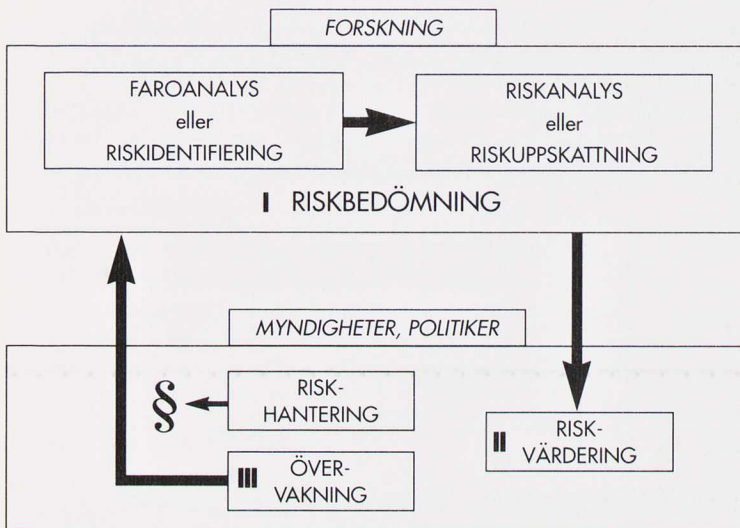 FORSKNING
FAROANALYS
eller
RISKIDENTIFIERING
RISKANALYS
eller
RISKUPPSKATTNING
I RISKBEDÖMNING
MYNDIGHETER, POLITIKER
§
RISK-
HANTERING
III ÖVER-
VAKNING
II RISK-
VÄRDERING